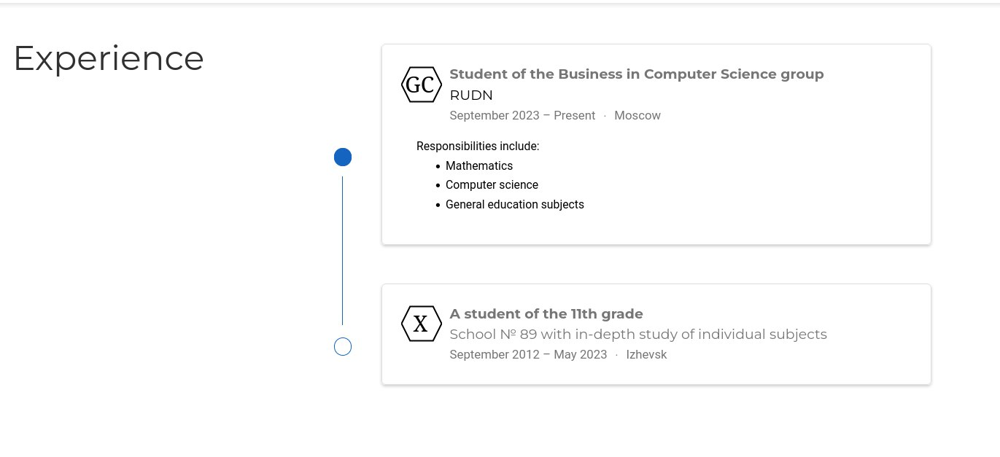 Experience
GC
Student of the Business in Computer Science group
RUDN
September 2023 – Present · Moscow
Responsibilities include:
• Mathematics
• Computer science
• General education subjects
X
A student of the 11th grade
School № 89 with in-depth study of individual subjects
September 2012 – May 2023 · Izhevsk